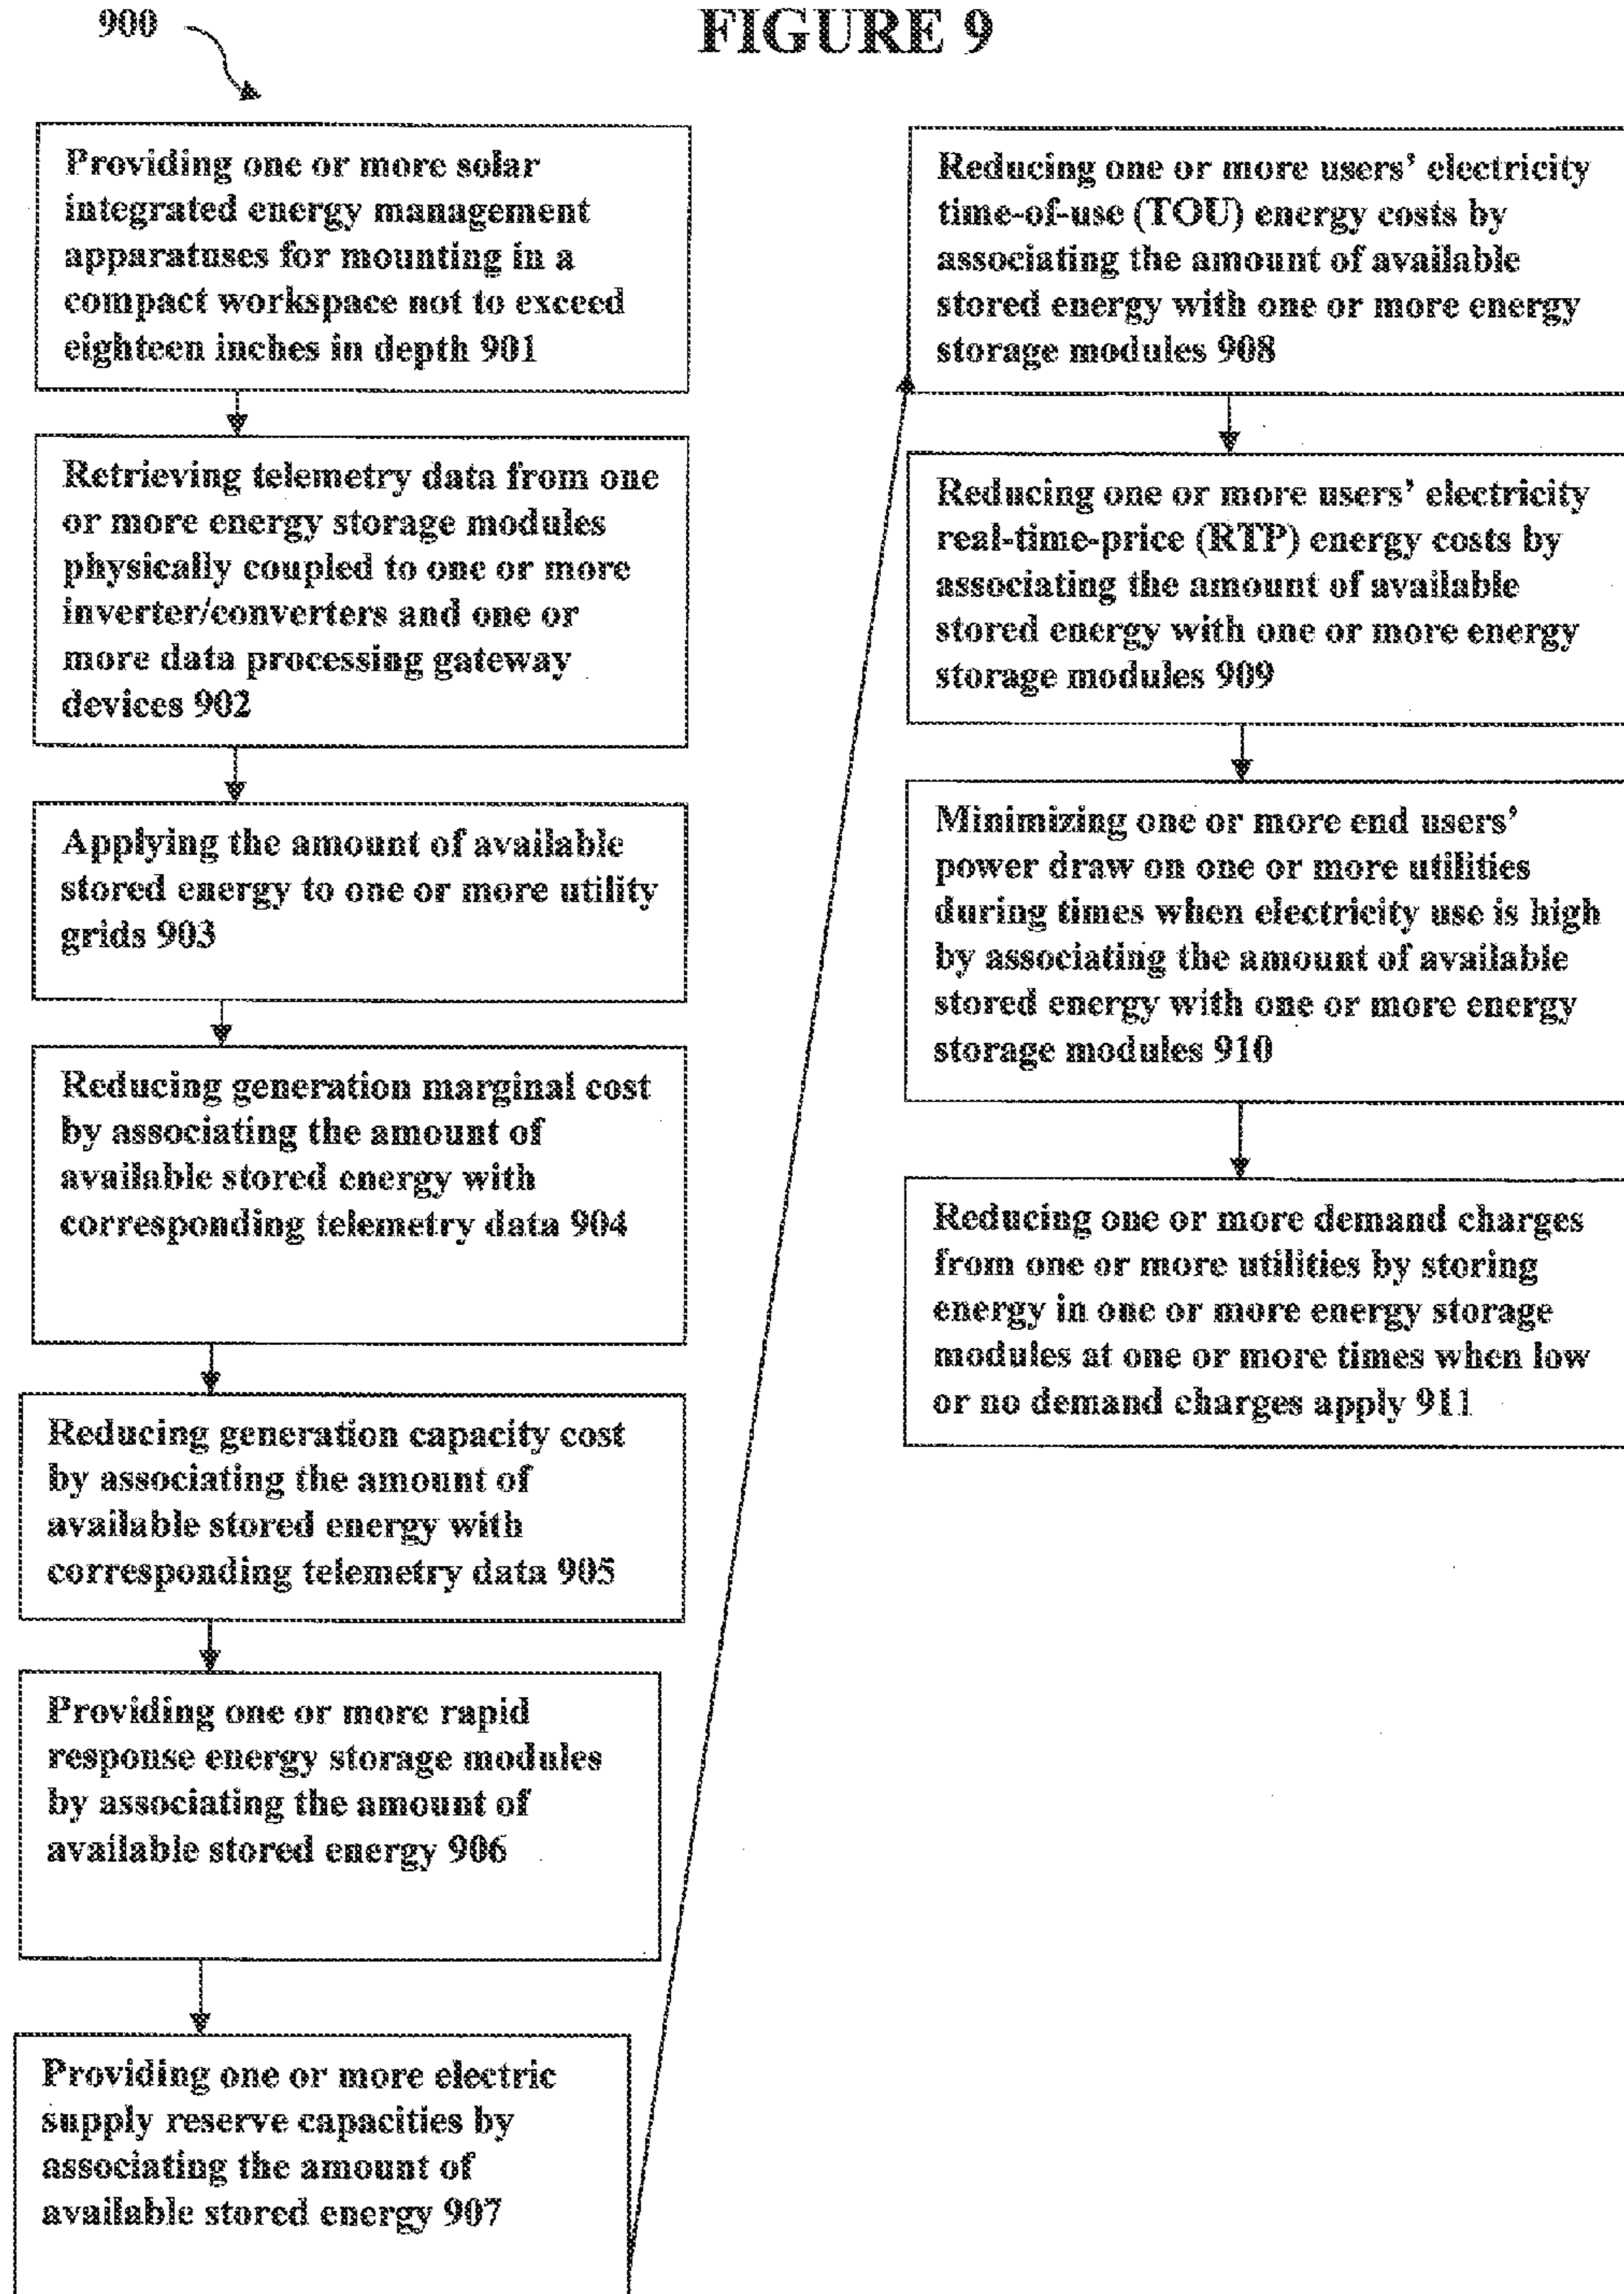 900
FIGURE 9
Providing one or more solar
integrated energy management
apparatuses for mounting in a
compact workspace not to exceed
eighteen inches in depth 901
Retrieving telemetry data from one
or more energy storage modules
physically coupled to one or more
inverter/converters and one or
more data processing gateway
devices 902
Applying the amount of available
stored energy to one or more utility
grids 903
Reducing generation marginal cost
by associating the amount of
available stored energy with
corresponding telemetry data 904
Reducing generation capacity cost
by associating the amount of
available stored energy with
corresponding telemetry data 905
Providing one or more rapid
response energy storage modules
by associating the amount of
available stored energy 906
Providing one or more electric
supply reserve capacities by
associating the amount of
available stored energy 907
Reducing one or more users' electricity
time-of-use (TOU) energy costs by
associating the amount of available
stored energy with one or more energy
storage modules 908
Reducing one or more users' electricity
real-time-price (RTP) energy costs by
associating the amount of available
stored energy with one or more energy
storage modules 909
Minimizing one or more end users'
power draw on one or more utilities
during times when electricity use is high
by associating the amount of available
stored energy with one or more energy
storage modules 910
Reducing one or more demand charges
from one or more utilities by storing
energy in one or more energy storage
modules at one or more times when low
or no demand charges apply 911